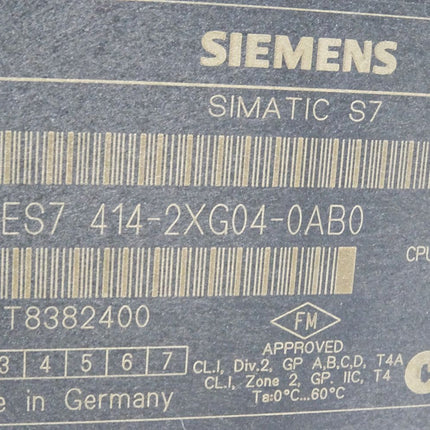 SIEMENS
SIMATIC S7
ES7 414-2XG04-0AB0
CPU
T8382400
FM
APPROVED
3 4 5 6 7
CL.I, Div.2, GP A,B,C,D, T4A
CL.I, Zone 2, GP. IIC, T4
Ta:0°C...60°C
e in Germany